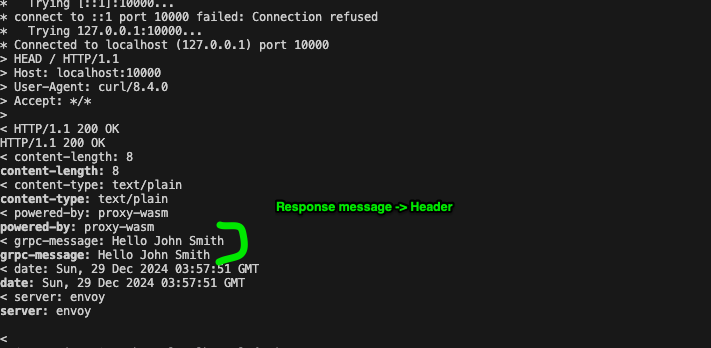 *   Trying [::1]:10000...
* connect to ::1 port 10000 failed: Connection refused
*   Trying 127.0.0.1:10000...
* Connected to localhost (127.0.0.1) port 10000
> HEAD / HTTP/1.1
> Host: localhost:10000
> User-Agent: curl/8.4.0
> Accept: */*
>
< HTTP/1.1 200 OK
HTTP/1.1 200 OK
< content-length: 8
content-length: 8
< content-type: text/plain
content-type: text/plain
Response message -> Header
< powered-by: proxy-wasm
powered-by: proxy-wasm
< grpc-message: Hello John Smith
grpc-message: Hello John Smith
< date: Sun, 29 Dec 2024 03:57:51 GMT
date: Sun, 29 Dec 2024 03:57:51 GMT
< server: envoy
server: envoy
<